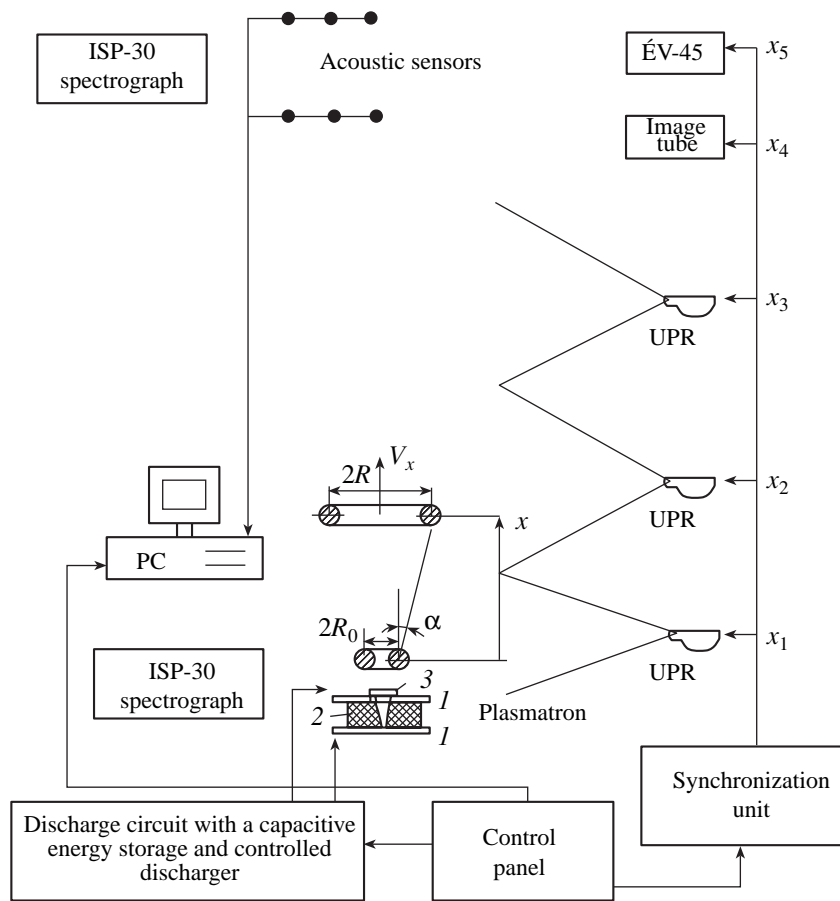 ISP-30
spectrograph
Acoustic sensors
ÉV-45
x5
Image
tube
x4
x3
UPR
2R
Vx
x
x2
UPR
PC
2R0
α
x1
UPR
ISP-30
spectrograph
3
1
2
1
Plasmatron
Synchronization
unit
Discharge circuit with a capacitive
energy storage and controlled
discharger
Control
panel